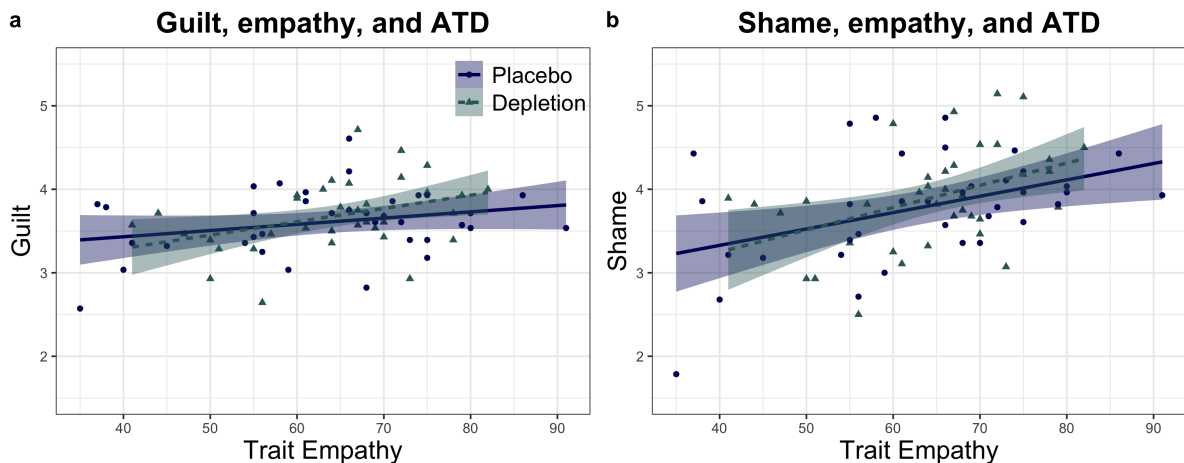 a
Guilt, empathy, and ATD
Placebo
Depletion
Guilt
5
4
3
2
40 50 60 70 80 90
Trait Empathy
b
Shame, empathy, and ATD
Shame
5
4
3
2
40 50 60 70 80 90
Trait Empathy